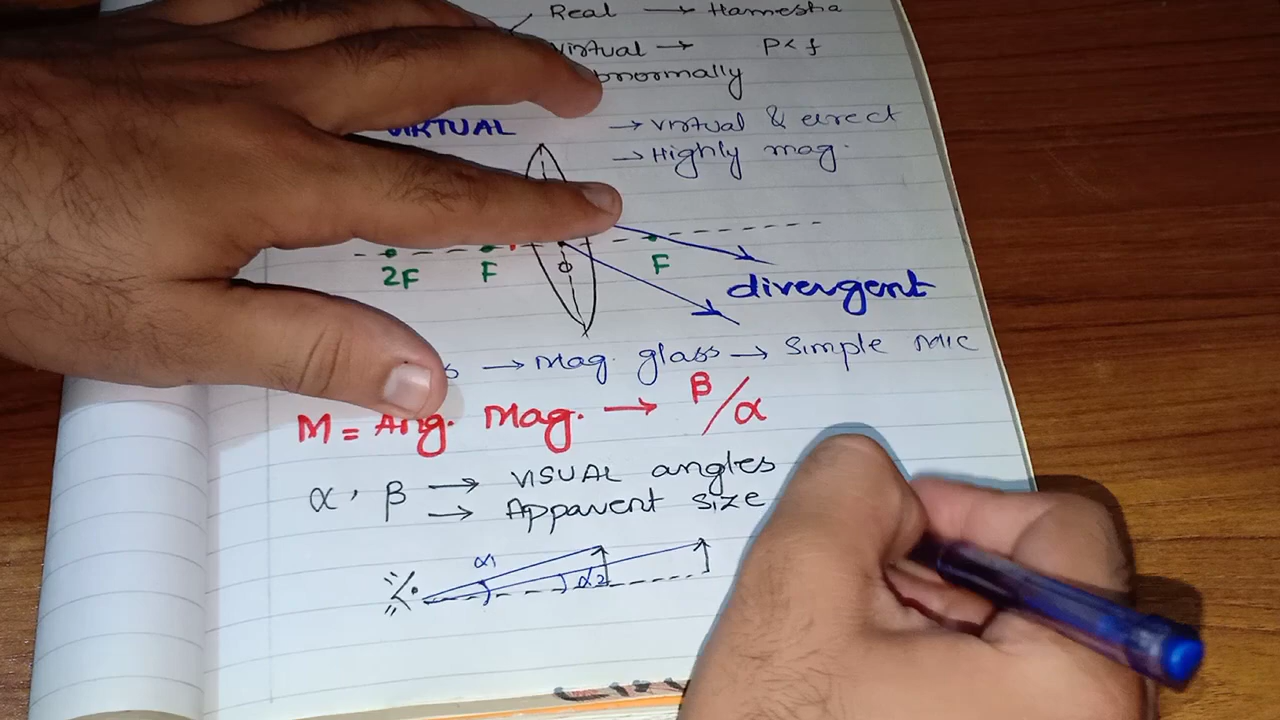 Real → Hamesha
virtual → P < f
bnormally
VIRTUAL
→ virtual & erect
→ Highly mag.
2F F φ F
divergent
s → Mag. glass → Simple Mic
M = Ang. Mag. → β/α
α, β → VISUAL angles
→ Apparent size
α1
α2